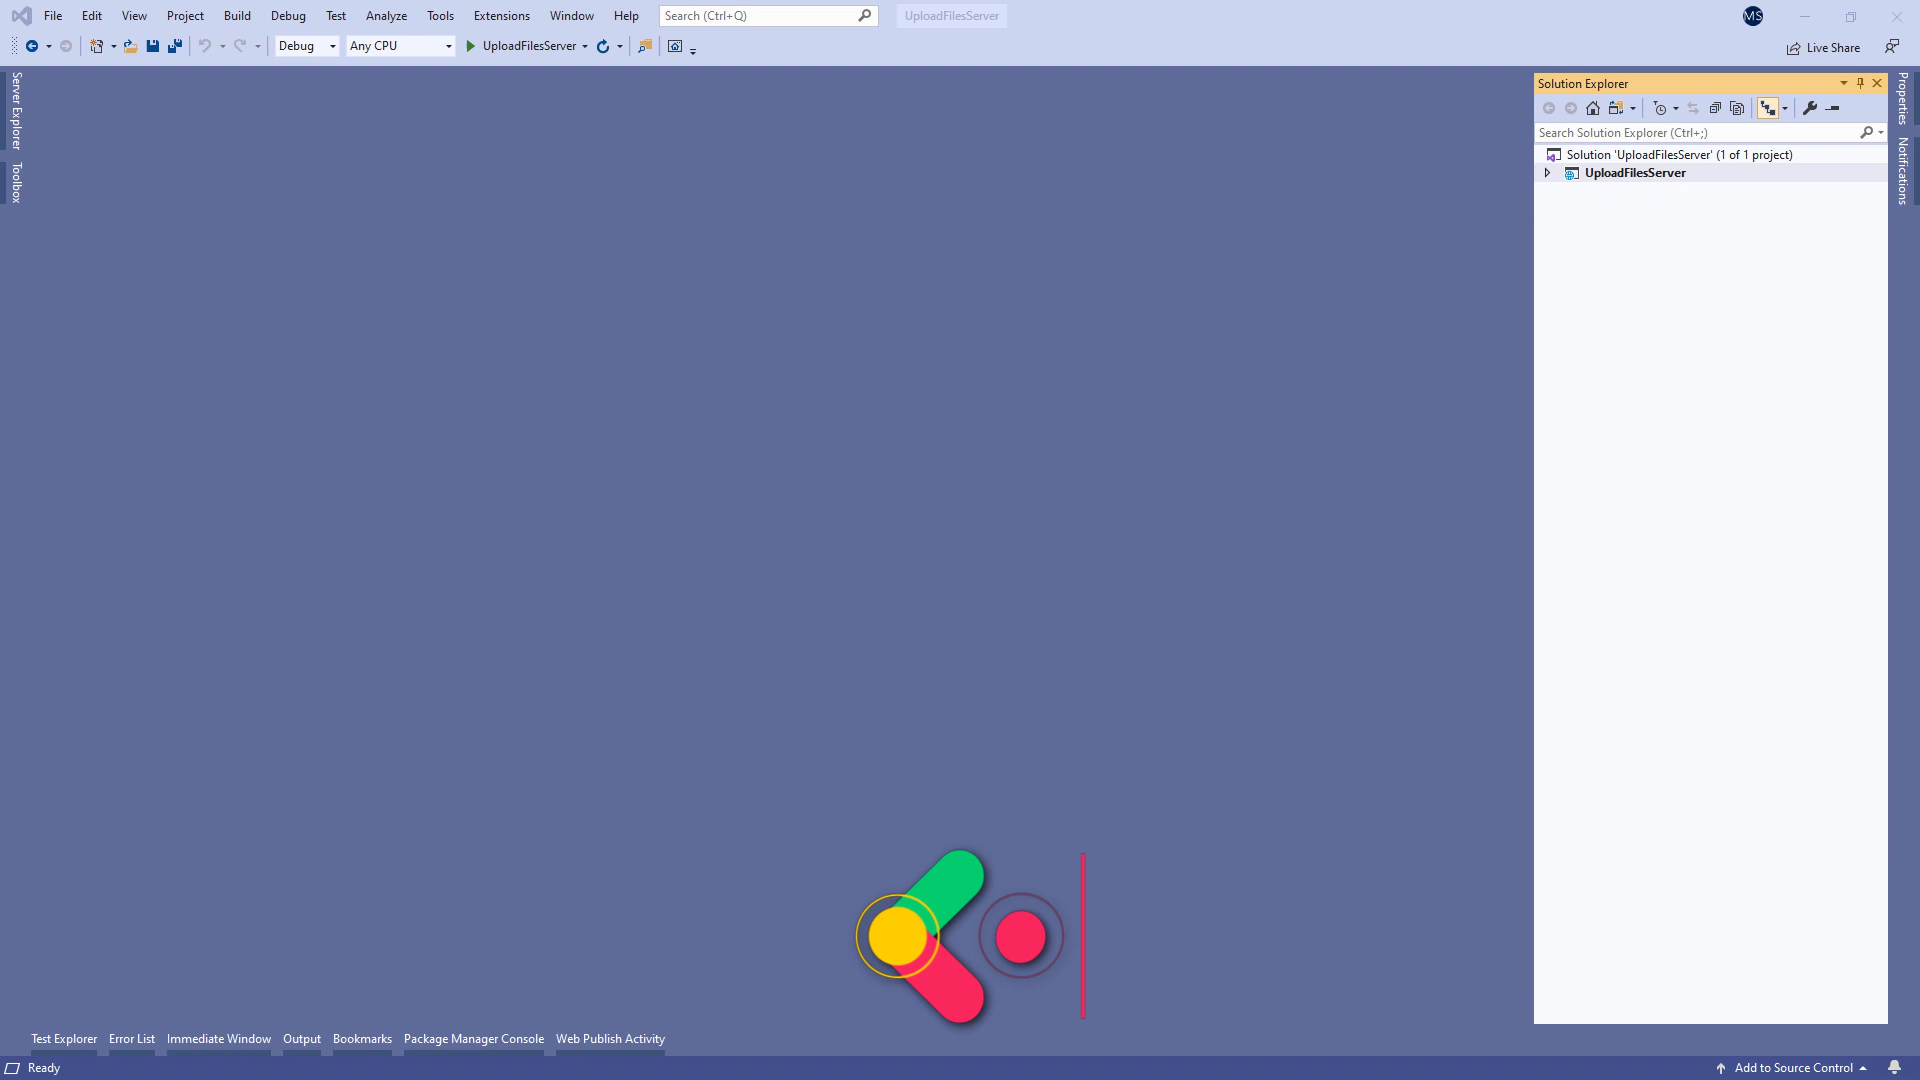 File Edit View Project Build Debug Test Analyze Tools Extensions Window Help Search (Ctrl+Q) UploadFilesServer MS
Debug Any CPU UploadFilesServer Live Share
Server Explorer
Toolbox
Solution Explorer
Search Solution Explorer (Ctrl+;)
Solution 'UploadFilesServer' (1 of 1 project)
UploadFilesServer
Properties
Notifications
Test Explorer Error List Immediate Window Output Bookmarks Package Manager Console Web Publish Activity
Ready Add to Source Control